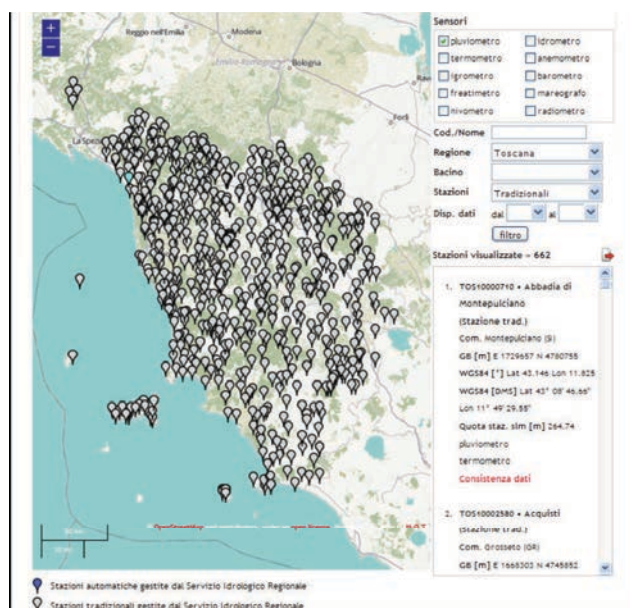 +
−
Reggio nell'Emilia
Modena
Emilia-Romagna
Bologna
Forlì
La Spezia
50 km
Sensori
pluviometro
idrometro
termometro
anemometro
igrometro
barometro
freatimetro
mareografo
nivometro
radiometro
Cod./Nome
Regione
Toscana
Bacino
Stazioni
Tradizionali
Disp. dati
dal
al
filtro
Stazioni visualizzate - 662
1. TOS10000710 • Abbadia di
Montepulciano
(Stazione trad.)
Com. Montepulciano (SI)
GB [m] E 1729657 N 4780755
WGS84 [°] Lat 43.146 Lon 11.825
WGS84 [DMS] Lat 43° 08' 46.66"
Lon 11° 49' 29.55"
Quota staz. slm [m] 264.74
pluviometro
termometro
Consistenza dati
2. TOS10002580 • Acquisti
(Stazione trad.)
Com. Grosseto (GR)
GB [m] E 1668303 N 4745852
Stazioni automatiche gestite dal Servizio Idrologico Regionale
Stazioni tradizionali gestite dal Servizio Idrologico Regionale